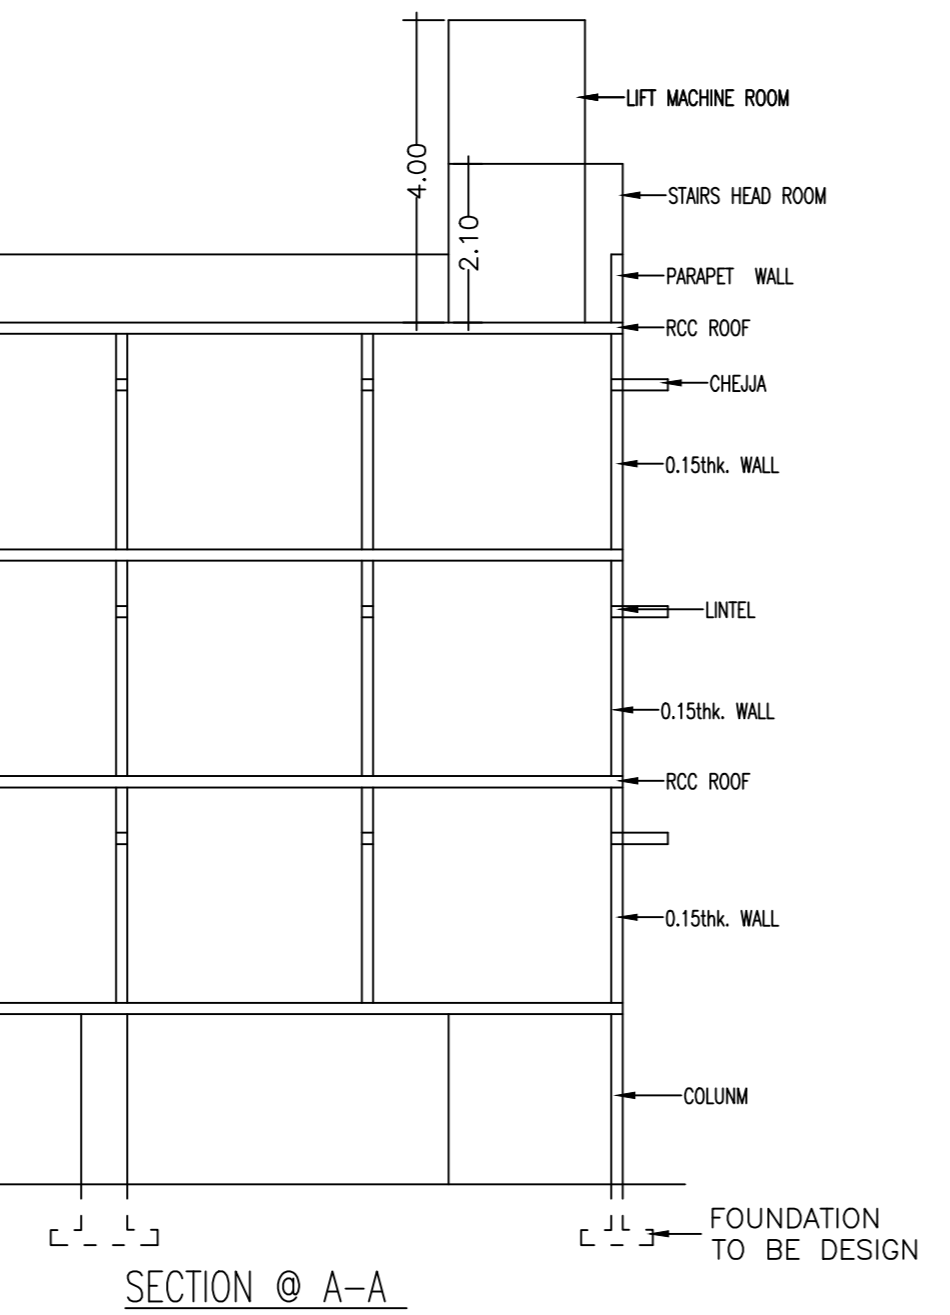 LIFT MACHINE ROOM
4.00
STAIRS HEAD ROOM
2.10
PARAPET WALL
RCC ROOF
CHEJJA
0.15thk. WALL
LINTEL
0.15thk. WALL
RCC ROOF
0.15thk. WALL
COLUNM
FOUNDATION
TO BE DESIGN
SECTION @ A-A